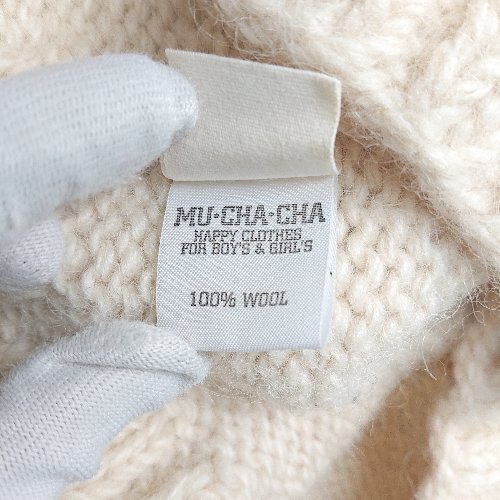 MU·CHA·CHA
HAPPY CLOTHES
FOR BOY'S & GIRL'S
100% WOOL